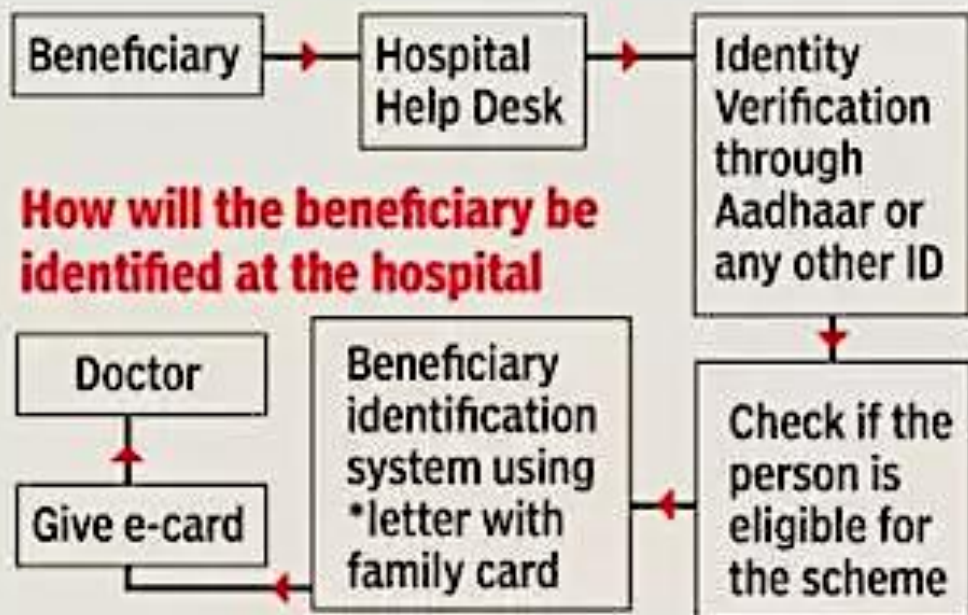 Beneficiary
Hospital
Help Desk
Identity
Verification
through
Aadhaar or
any other ID
How will the beneficiary be
identified at the hospital
Check if the
person is
eligible for
the scheme
Beneficiary
identification
system using
*letter with
family card
Give e-card
Doctor